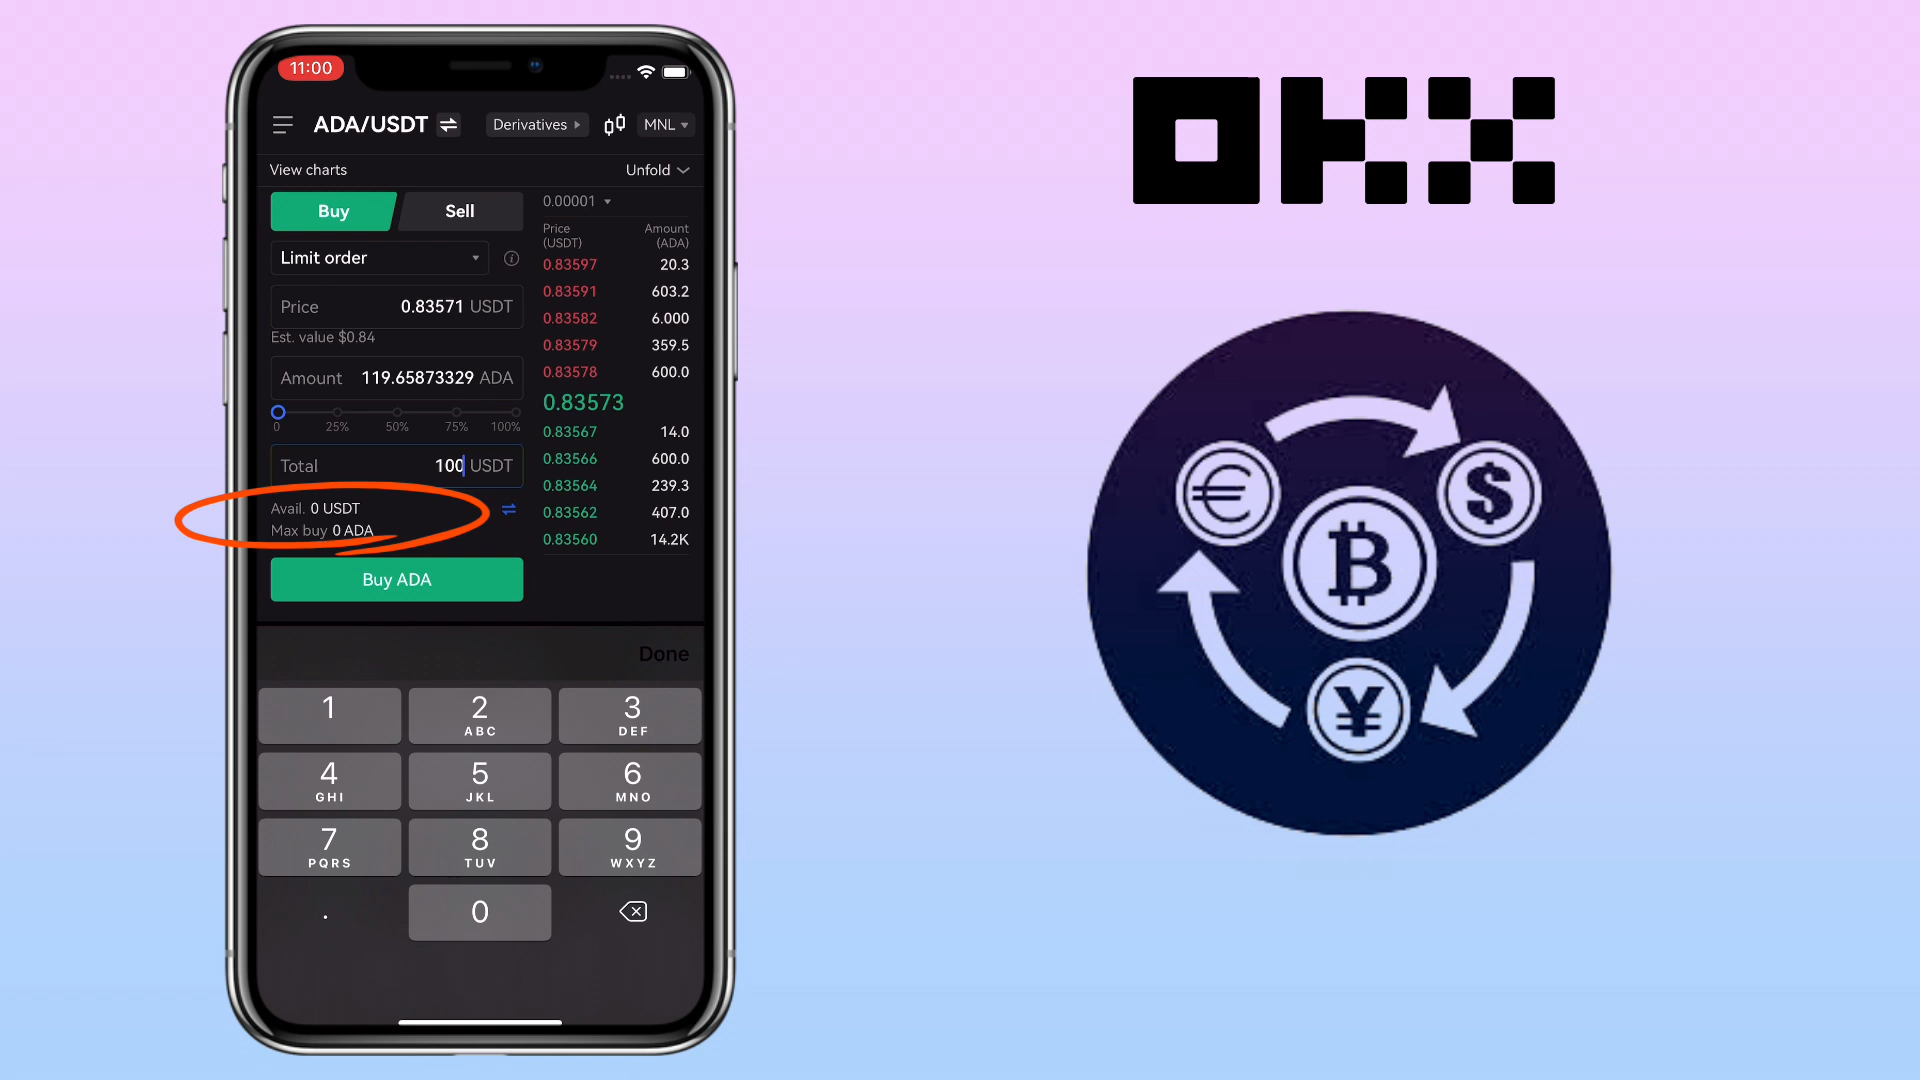 11:00
ADA/USDT
Derivatives
MNL
View charts
Unfold
Buy
Sell
0.00001
Limit order
Price (USDT)
Amount (ADA)
Price 0.83571 USDT
Est. value $0.84
Amount 119.65873329 ADA
0 25% 50% 75% 100%
Total 100 USDT
Avail. 0 USDT
Max buy 0 ADA
Buy ADA
0.83597 20.3
0.83591 603.2
0.83582 6.000
0.83579 359.5
0.83578 600.0
0.83573
0.83567 14.0
0.83566 600.0
0.83564 239.3
0.83562 407.0
0.83560 14.2K
Done
1
2 ABC
3 DEF
4 GHI
5 JKL
6 MNO
7 PQRS
8 TUV
9 WXYZ
.
0
OKX
€
$
₿
¥